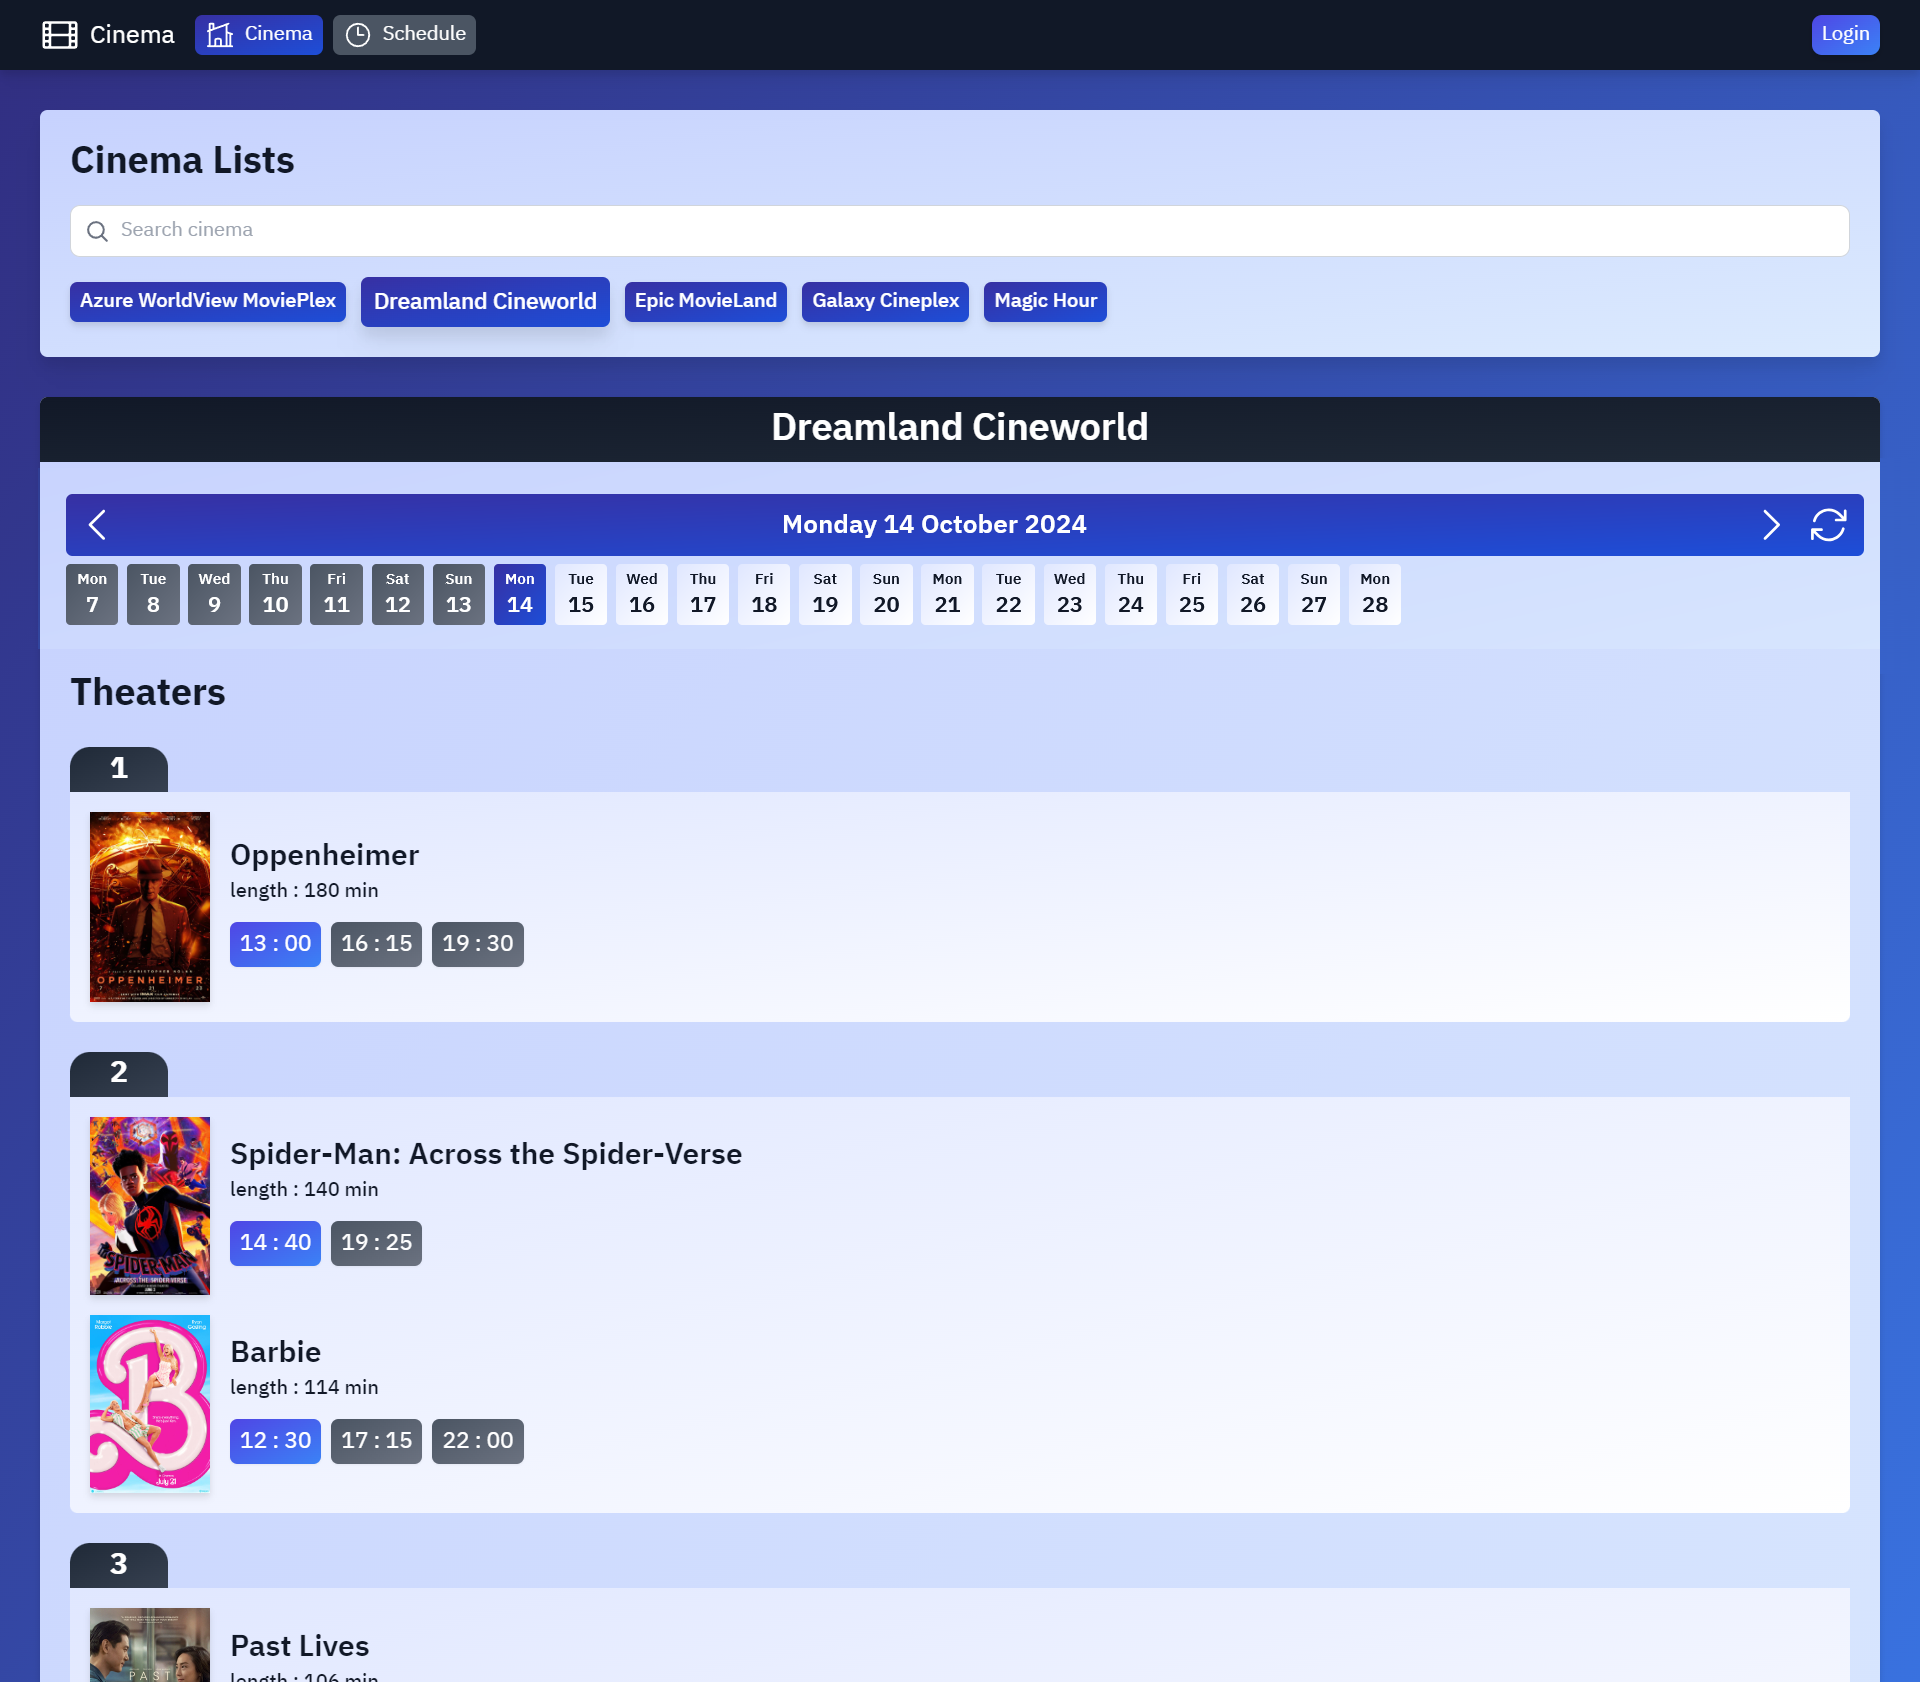 Cinema
Cinema
Schedule
Login
Cinema Lists
Search cinema
Azure WorldView MoviePlex
Dreamland Cineworld
Epic MovieLand
Galaxy Cineplex
Magic Hour
Dreamland Cineworld
Monday 14 October 2024
Mon Tue Wed Thu Fri Sat Sun Mon Tue Wed Thu Fri Sat Sun Mon Tue Wed Thu Fri Sat Sun Mon
7 8 9 10 11 12 13 14 15 16 17 18 19 20 21 22 23 24 25 26 27 28
Theaters
1
OPPENHEIMER
Oppenheimer
length : 180 min
13 : 00
16 : 15
19 : 30
2
SPIDER-MAN
ACROSS THE SPIDER-VERSE
Spider-Man: Across the Spider-Verse
length : 140 min
14 : 40
19 : 25
Margot Robbie
Ryan Gosling
July 21
Barbie
length : 114 min
12 : 30
17 : 15
22 : 00
3
PAST
Past Lives
length : 106 min